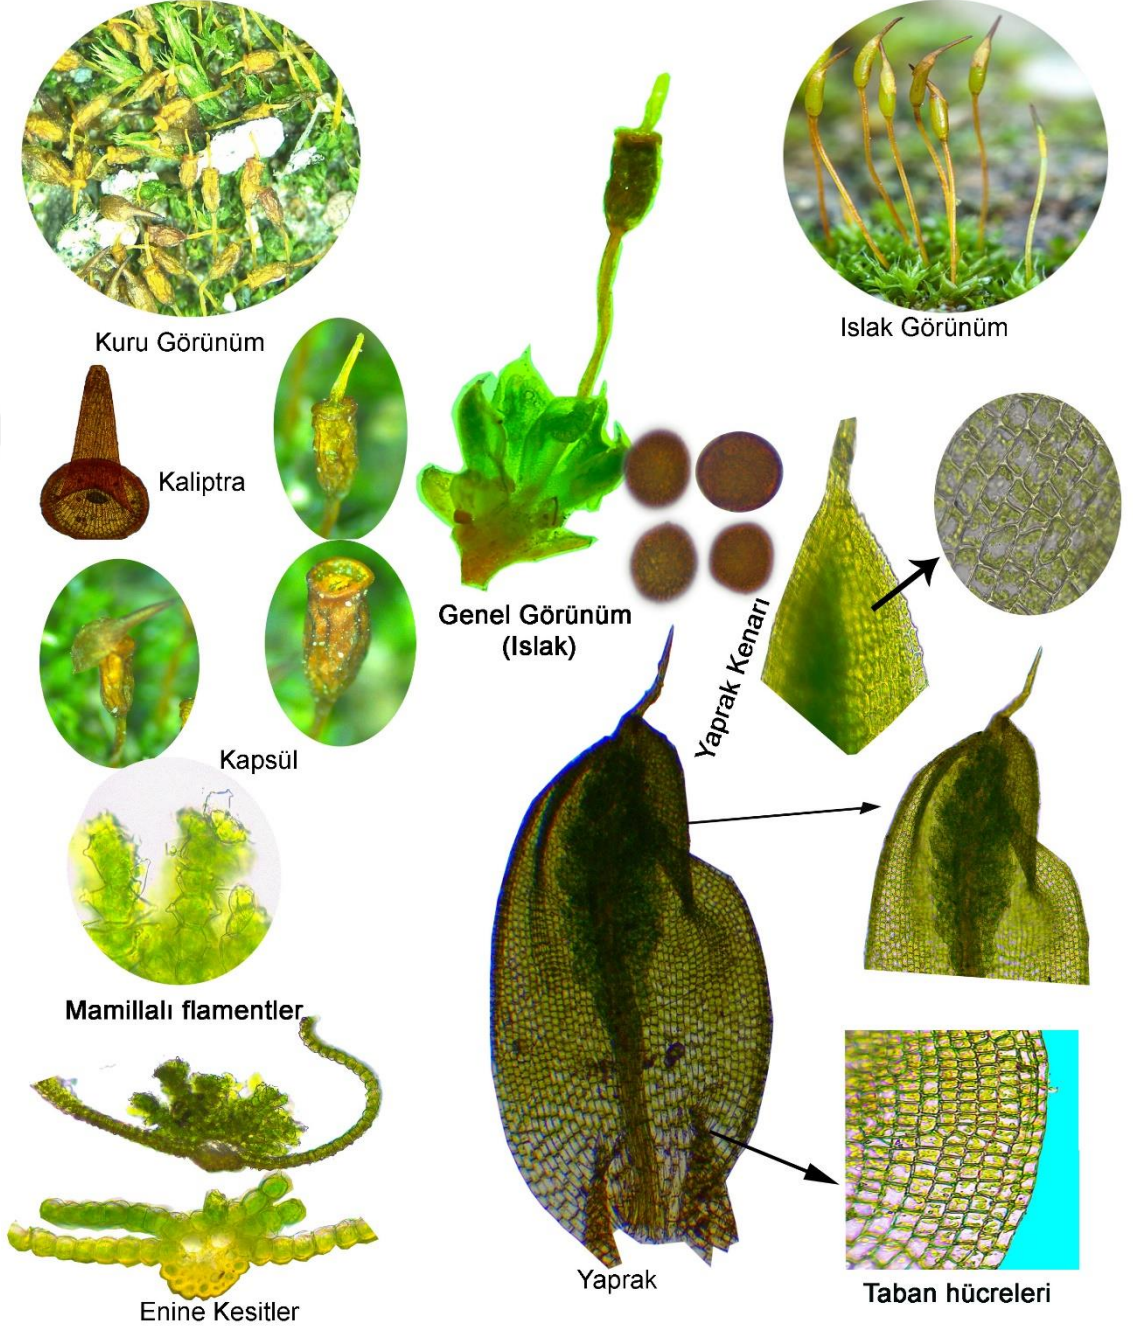 Kuru Görünüm
Islak Görünüm
Kaliptra
Genel Görünüm
(Islak)
Yaprak Kenarı
Kapsül
Mamillalı flamentler
Yaprak
Taban hücreleri
Enine Kesitler